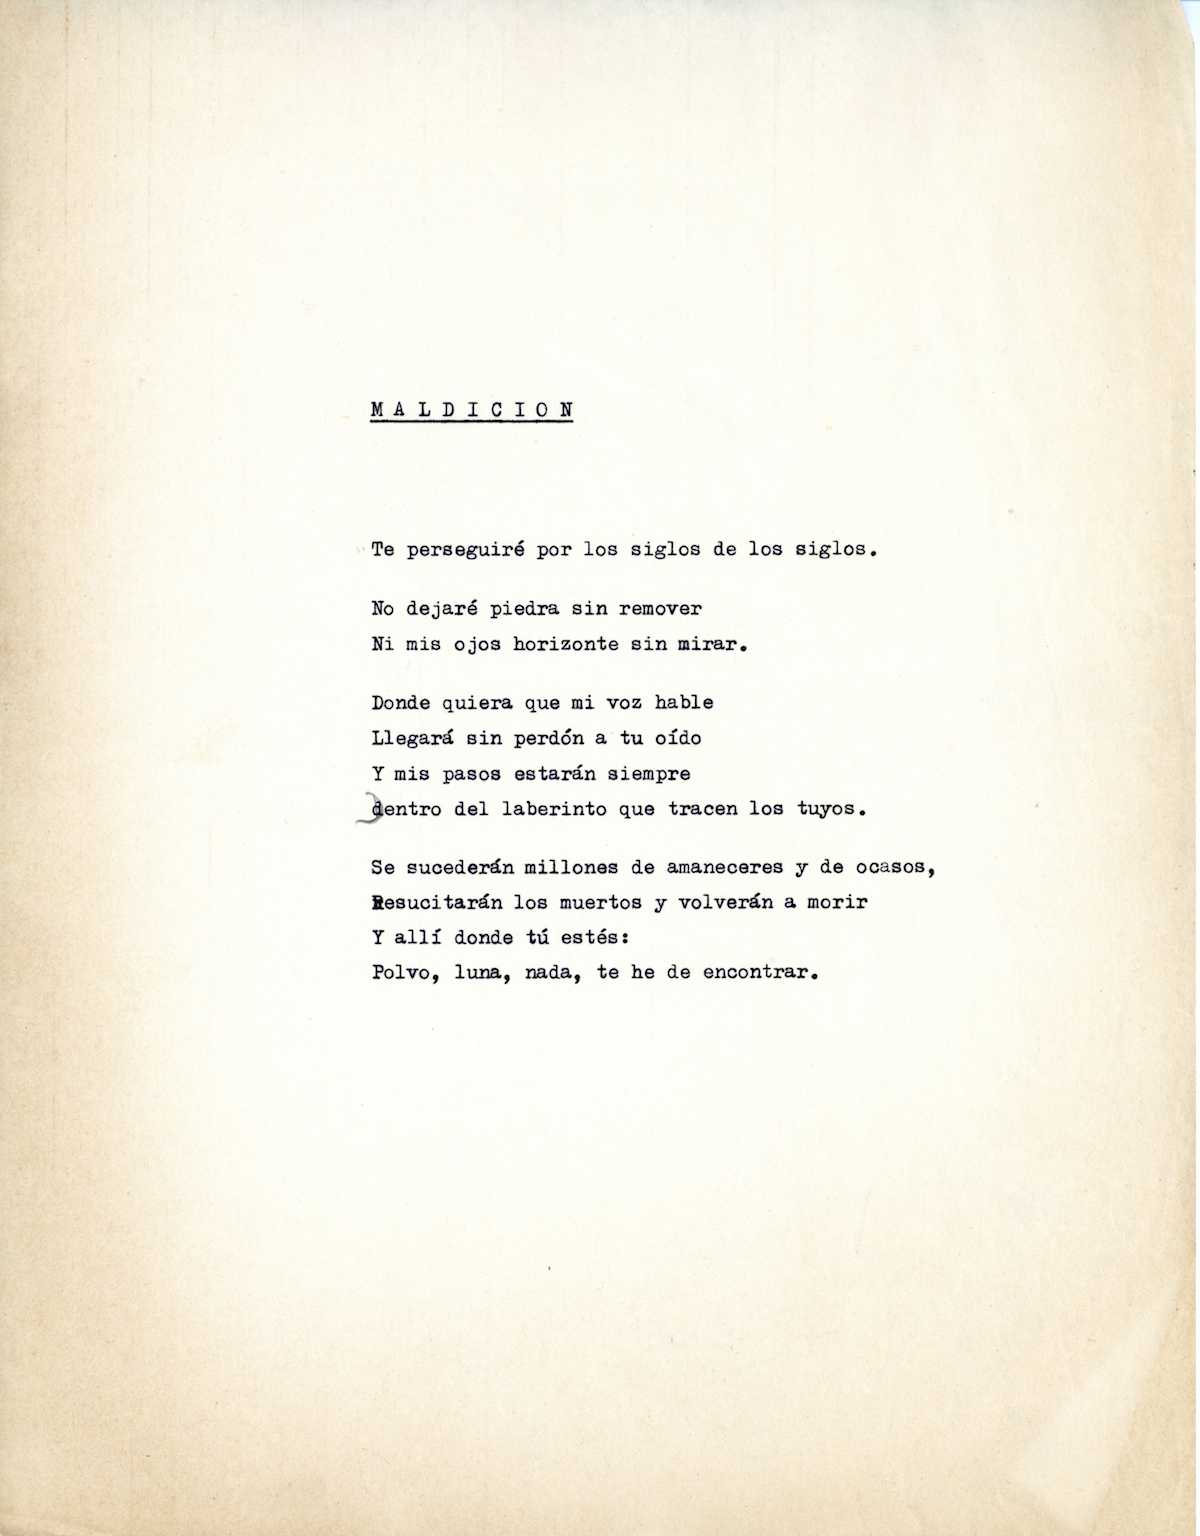 M A L D I C I O N
Te perseguiré por los siglos de los siglos.
No dejaré piedra sin remover
Ni mis ojos horizonte sin mirar.
Donde quiera que mi voz hable
Llegará sin perdón a tu oído
Y mis pasos estarán siempre
dentro del laberinto que tracen los tuyos.
Se sucederán millones de amaneceres y de ocasos,
Resucitarán los muertos y volverán a morir
Y allí donde tú estés:
Polvo, luna, nada, te he de encontrar.